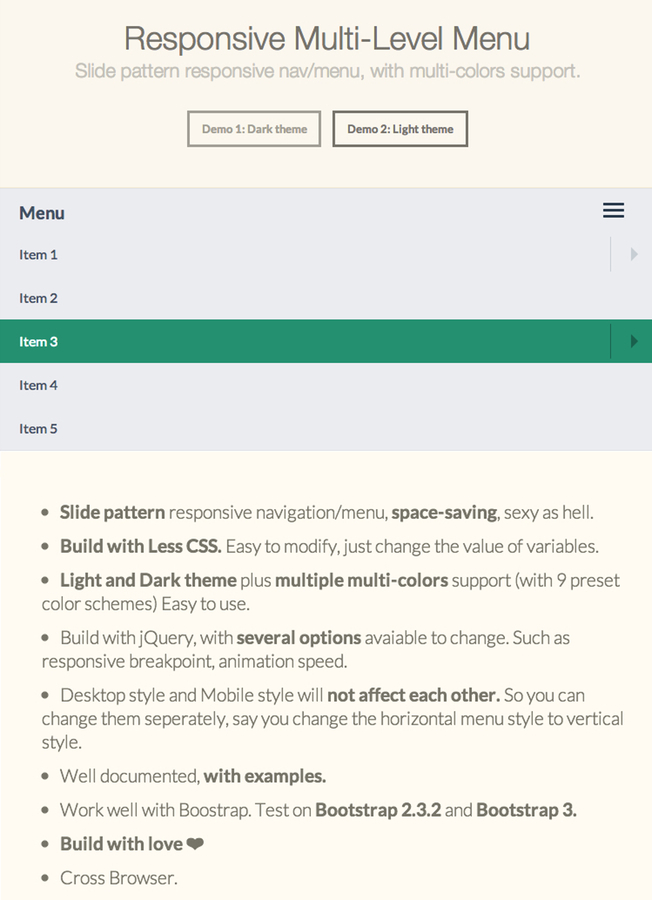 Responsive Multi-Level Menu
Slide pattern responsive nav/menu, with multi-colors support.
Demo 1: Dark theme
Demo 2: Light theme
Menu
Item 1
Item 2
Item 3
Item 4
Item 5
• Slide pattern responsive navigation/menu, space-saving, sexy as hell.
• Build with Less CSS. Easy to modify, just change the value of variables.
• Light and Dark theme plus multiple multi-colors support (with 9 preset
color schemes) Easy to use.
• Build with jQuery, with several options avaiable to change. Such as
responsive breakpoint, animation speed.
• Desktop style and Mobile style will not affect each other. So you can
change them seperately, say you change the horizontal menu style to vertical
style.
• Well documented, with examples.
• Work well with Boostrap. Test on Bootstrap 2.3.2 and Bootstrap 3.
• Build with love ❤
• Cross Browser.